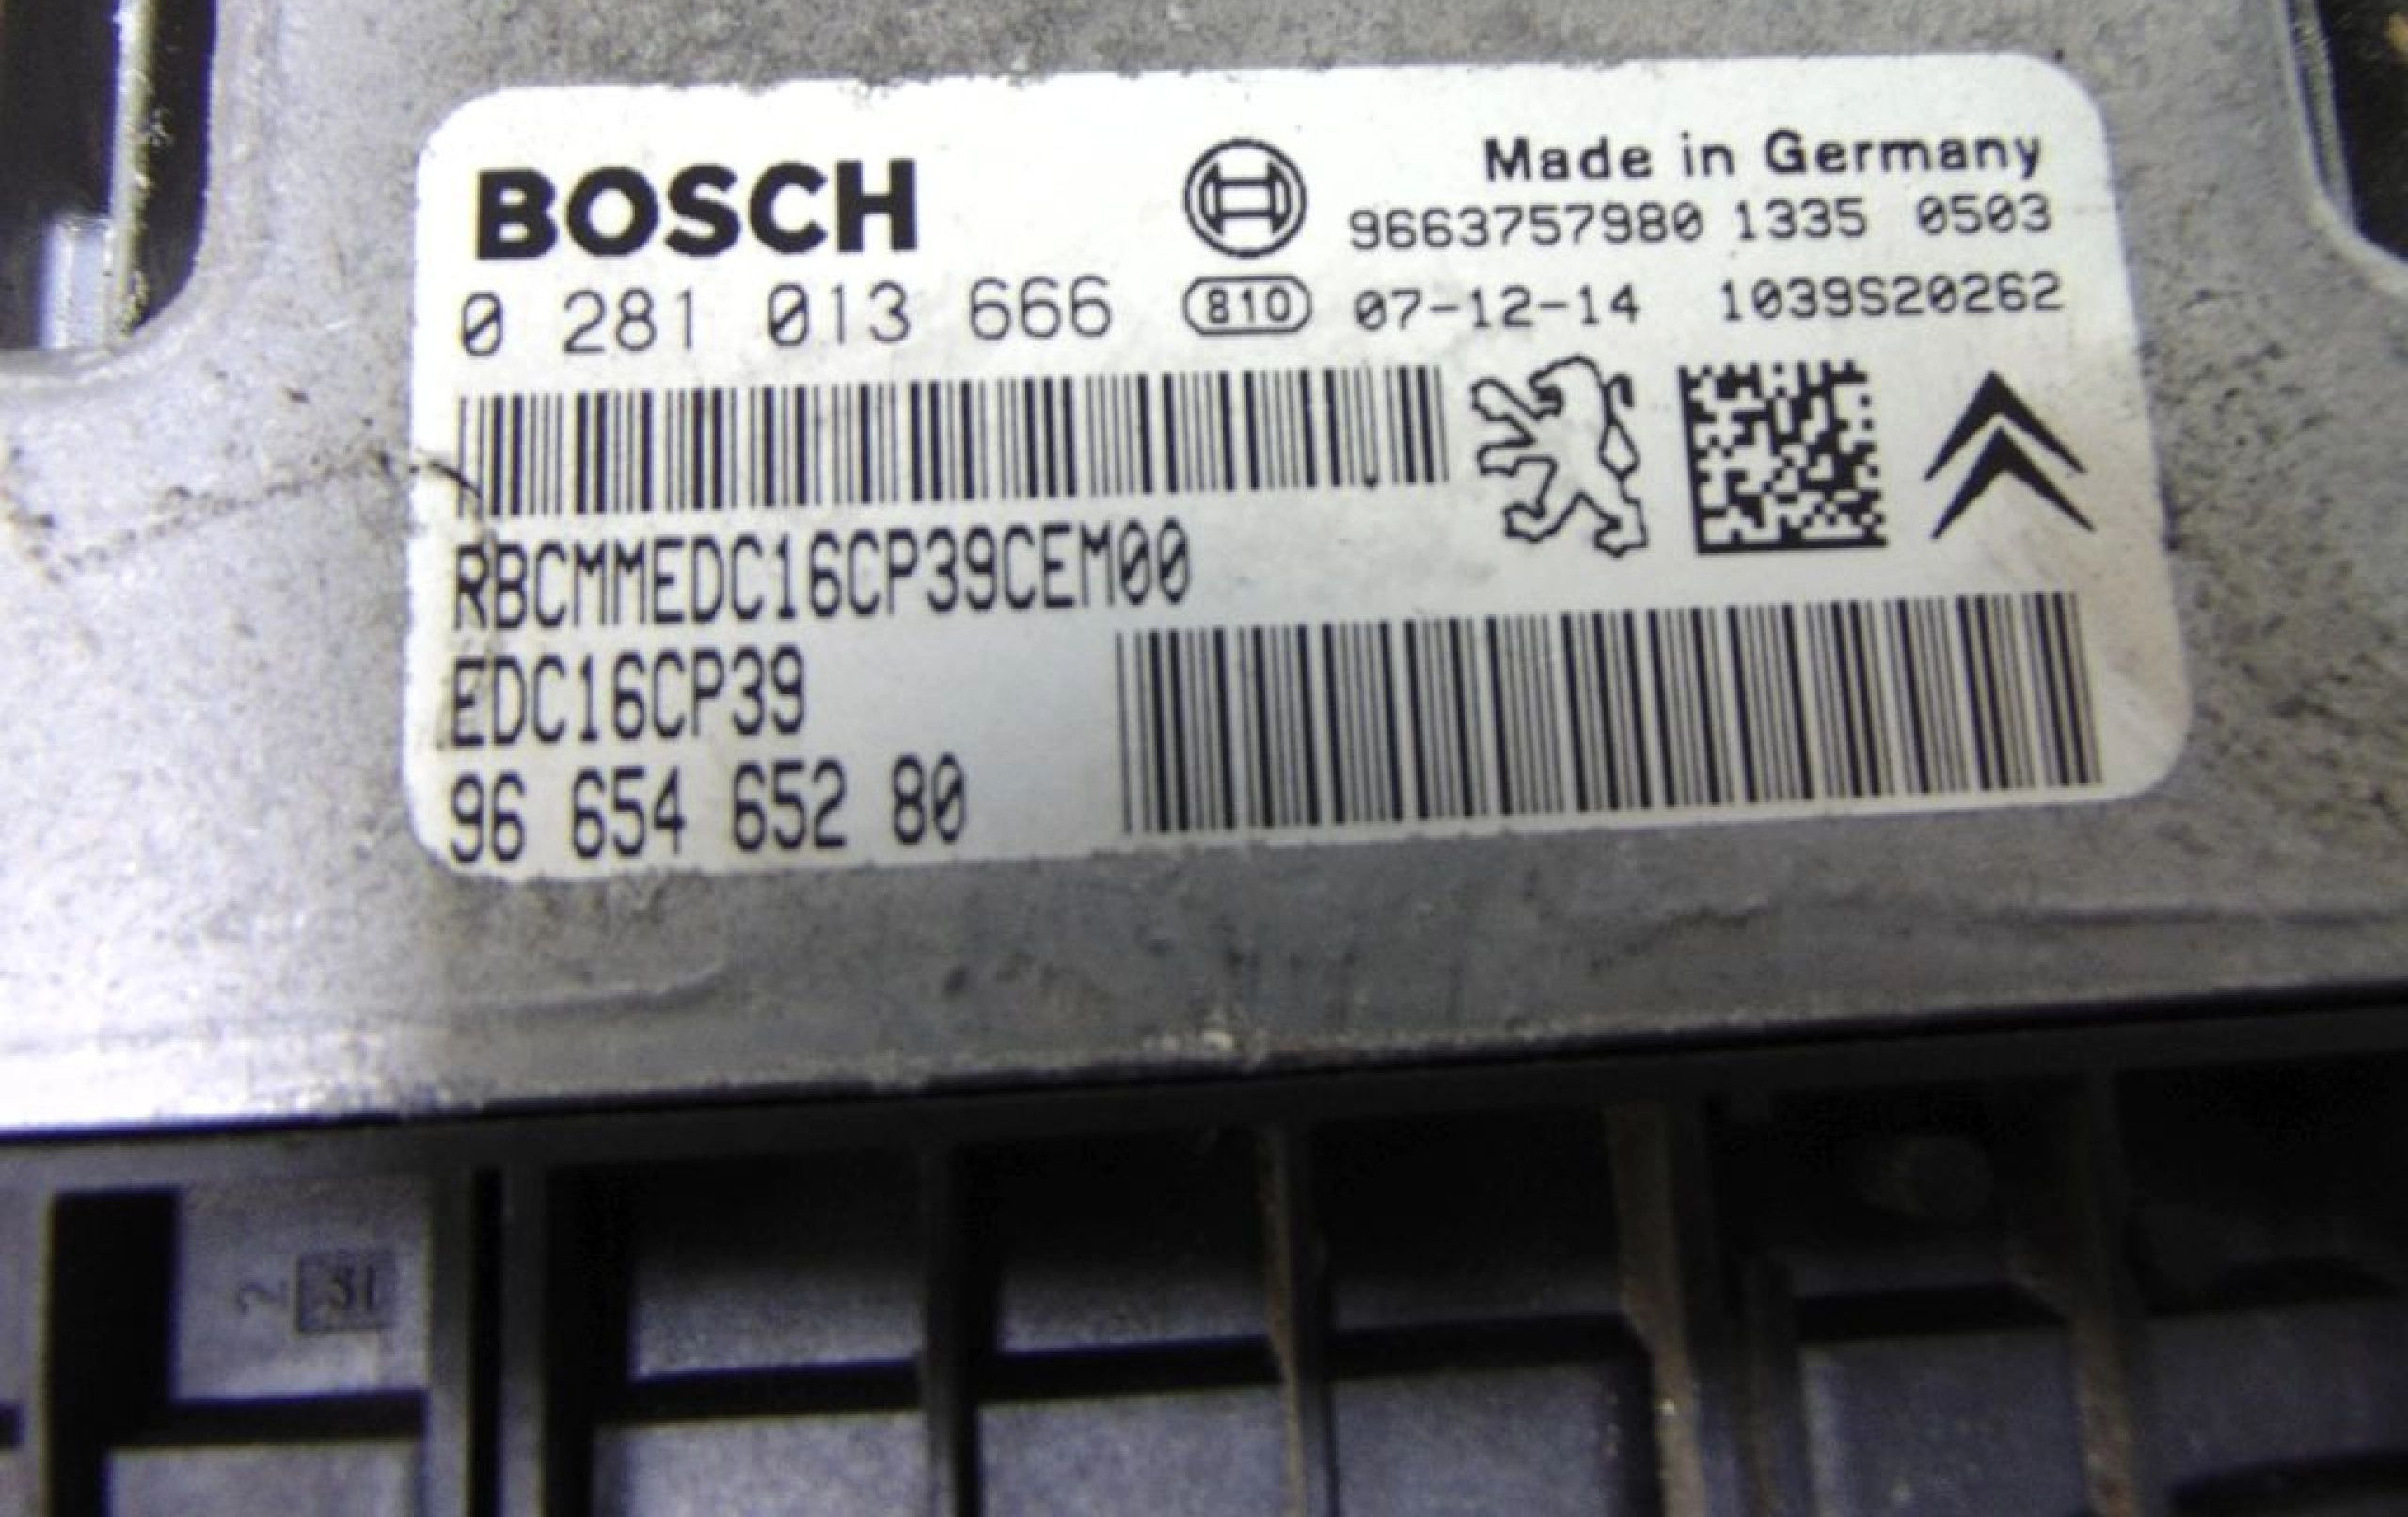 BOSCH
Made in Germany
9663757980 1335 0503
0 281 013 666
810 07-12-14 1039S20262
RBCMMEDC16CP39CEM00
EDC16CP39
96 654 652 80
2 31